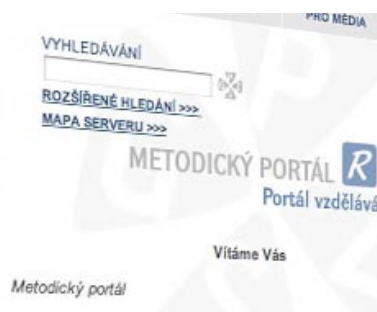 PRO MÉDIA
VYHLEDÁVÁNÍ
ROZŠÍŘENÉ HLEDÁNÍ >>>
MAPA SERVERU >>>
METODICKÝ PORTÁL R
Portál vzdělává
Vítáme Vás
Metodický portál